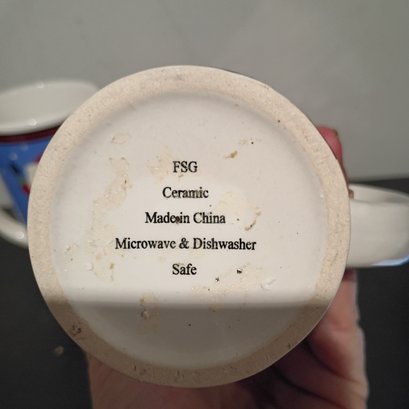 FSG
Ceramic
Made in China
Microwave & Dishwasher
Safe